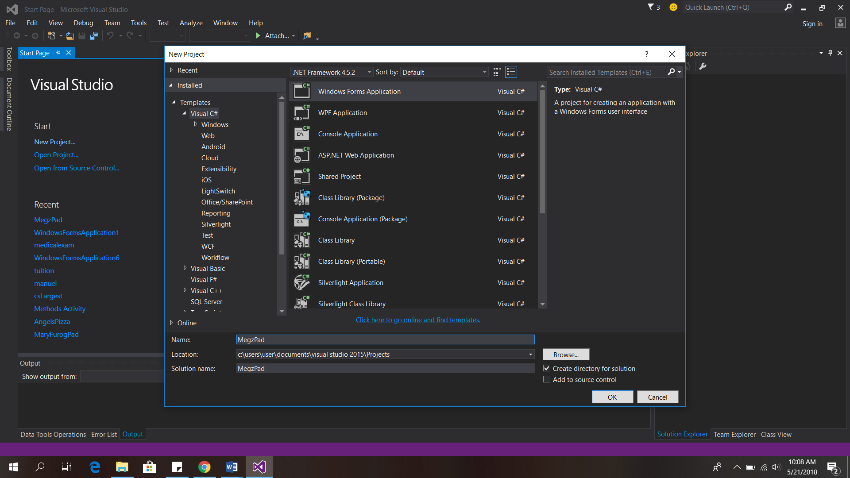 Start Page - Microsoft Visual Studio
3
Quick Launch (Ctrl+Q)
File Edit View Debug Team Tools Test Analyze Window Help
Sign in
Attach...
Toolbox
Document Outline
Start Page
Visual Studio
Start
New Project...
Open Project...
Open from Source Control...
Recent
MegzPad
WindowsFormsApplication1
medicalexam
WindowsFormsApplication6
tuition
manuel
csLargest
Methods Activity
AngelsPizza
MaryFurogPad
New Project
?
Recent
Installed
Templates
Visual C#
Windows
Web
Android
Cloud
Extensibility
iOS
LightSwitch
Office/SharePoint
Reporting
Silverlight
Test
WCF
Workflow
Visual Basic
Visual F#
Visual C++
SQL Server
Online
.NET Framework 4.5.2
Sort by: Default
Search Installed Templates (Ctrl+E)
Windows Forms Application Visual C#
WPF Application Visual C#
Console Application Visual C#
ASP.NET Web Application Visual C#
Shared Project Visual C#
Class Library (Package) Visual C#
Console Application (Package) Visual C#
Class Library Visual C#
Class Library (Portable) Visual C#
Silverlight Application Visual C#
Silverlight Class Library Visual C#
Type: Visual C#
A project for creating an application with
a Windows Forms user interface
Click here to go online and find templates.
Name: MegzPad
Location: c:\users\user\documents\visual studio 2015\Projects
Browse...
Solution name: MegzPad
Create directory for solution
Add to source control
OK Cancel
Explorer
Output
Show output from:
Data Tools Operations Error List Output
Solution Explorer Team Explorer Class View
10:08 AM
5/21/2018
2